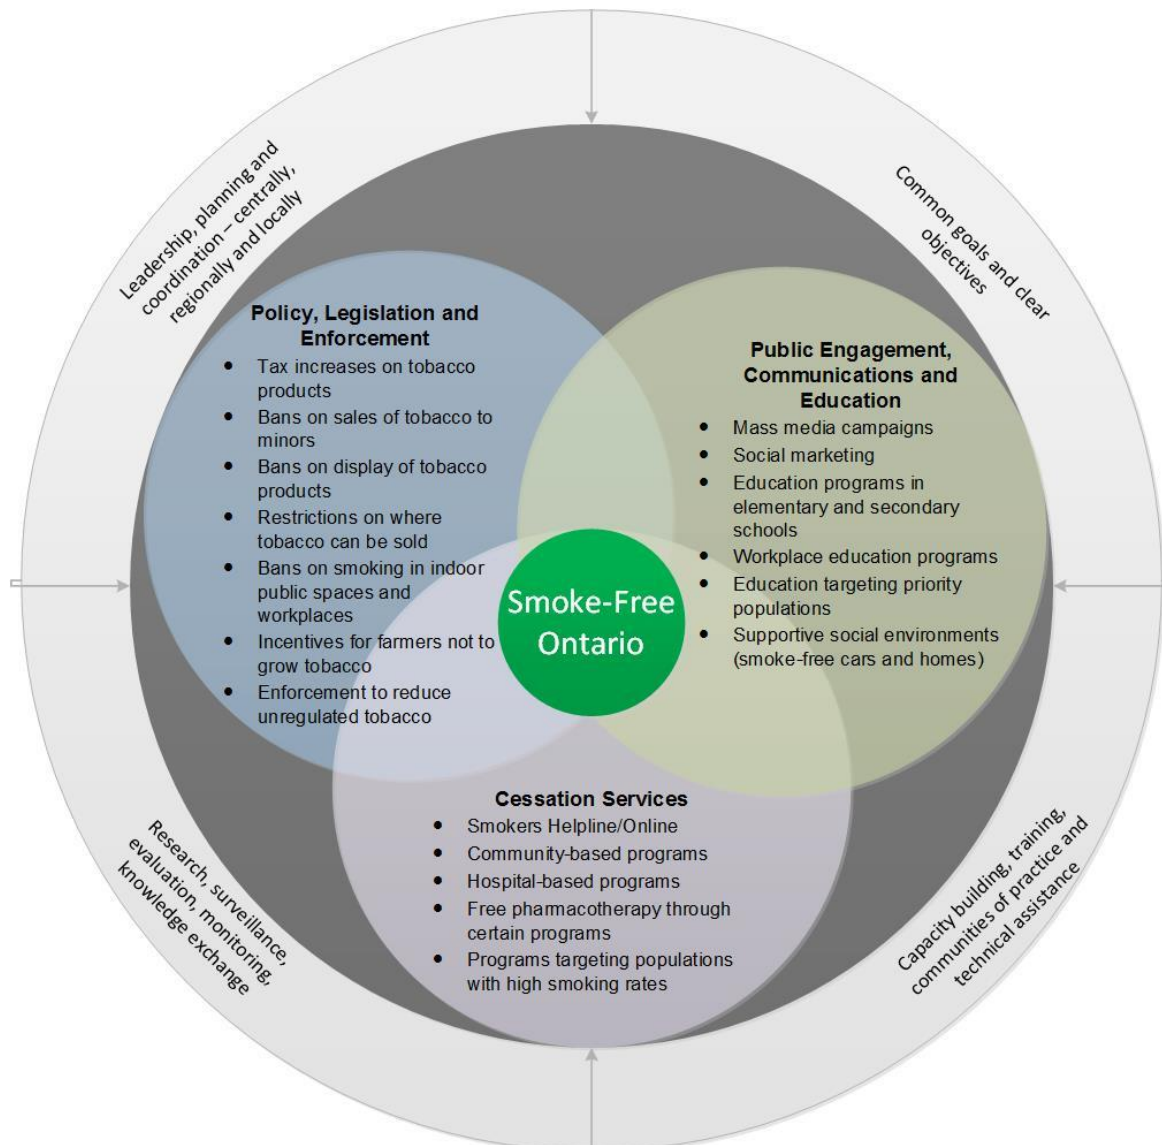 Leadership, planning and
coordination – centrally,
regionally and locally
Common goals and clear
objectives
Policy, Legislation and
Enforcement
• Tax increases on tobacco
products
• Bans on sales of tobacco to
minors
• Bans on display of tobacco
products
• Restrictions on where
tobacco can be sold
• Bans on smoking in indoor
public spaces and
workplaces
• Incentives for farmers not to
grow tobacco
• Enforcement to reduce
unregulated tobacco
Public Engagement,
Communications and
Education
• Mass media campaigns
• Social marketing
• Education programs in
elementary and secondary
schools
• Workplace education programs
• Education targeting priority
populations
• Supportive social environments
(smoke-free cars and homes)
Smoke-Free
Ontario
Cessation Services
• Smokers Helpline/Online
• Community-based programs
• Hospital-based programs
• Free pharmacotherapy through
certain programs
• Programs targeting populations
with high smoking rates
Research, surveillance,
evaluation, monitoring,
knowledge exchange
Capacity building, training,
communities of practice and
technical assistance